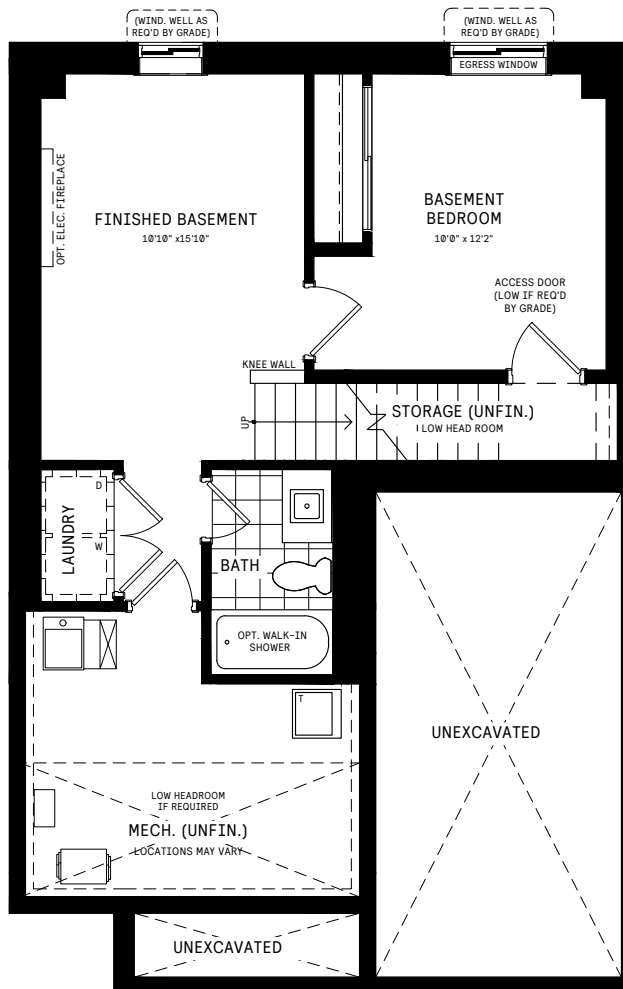 (WIND. WELL AS
REQ'D BY GRADE)
(WIND. WELL AS
REQ'D BY GRADE)
EGRESS WINDOW
OPT. ELEC. FIREPLACE
FINISHED BASEMENT
10'10" x15'10"
BASEMENT
BEDROOM
10'0" x 12'2"
ACCESS DOOR
(LOW IF REQ'D
BY GRADE)
KNEE WALL
UP
STORAGE (UNFIN.)
LOW HEAD ROOM
D
LAUNDRY
W
BATH
OPT. WALK-IN
SHOWER
T
UNEXCAVATED
LOW HEADROOM
IF REQUIRED
MECH. (UNFIN.)
LOCATIONS MAY VARY
UNEXCAVATED